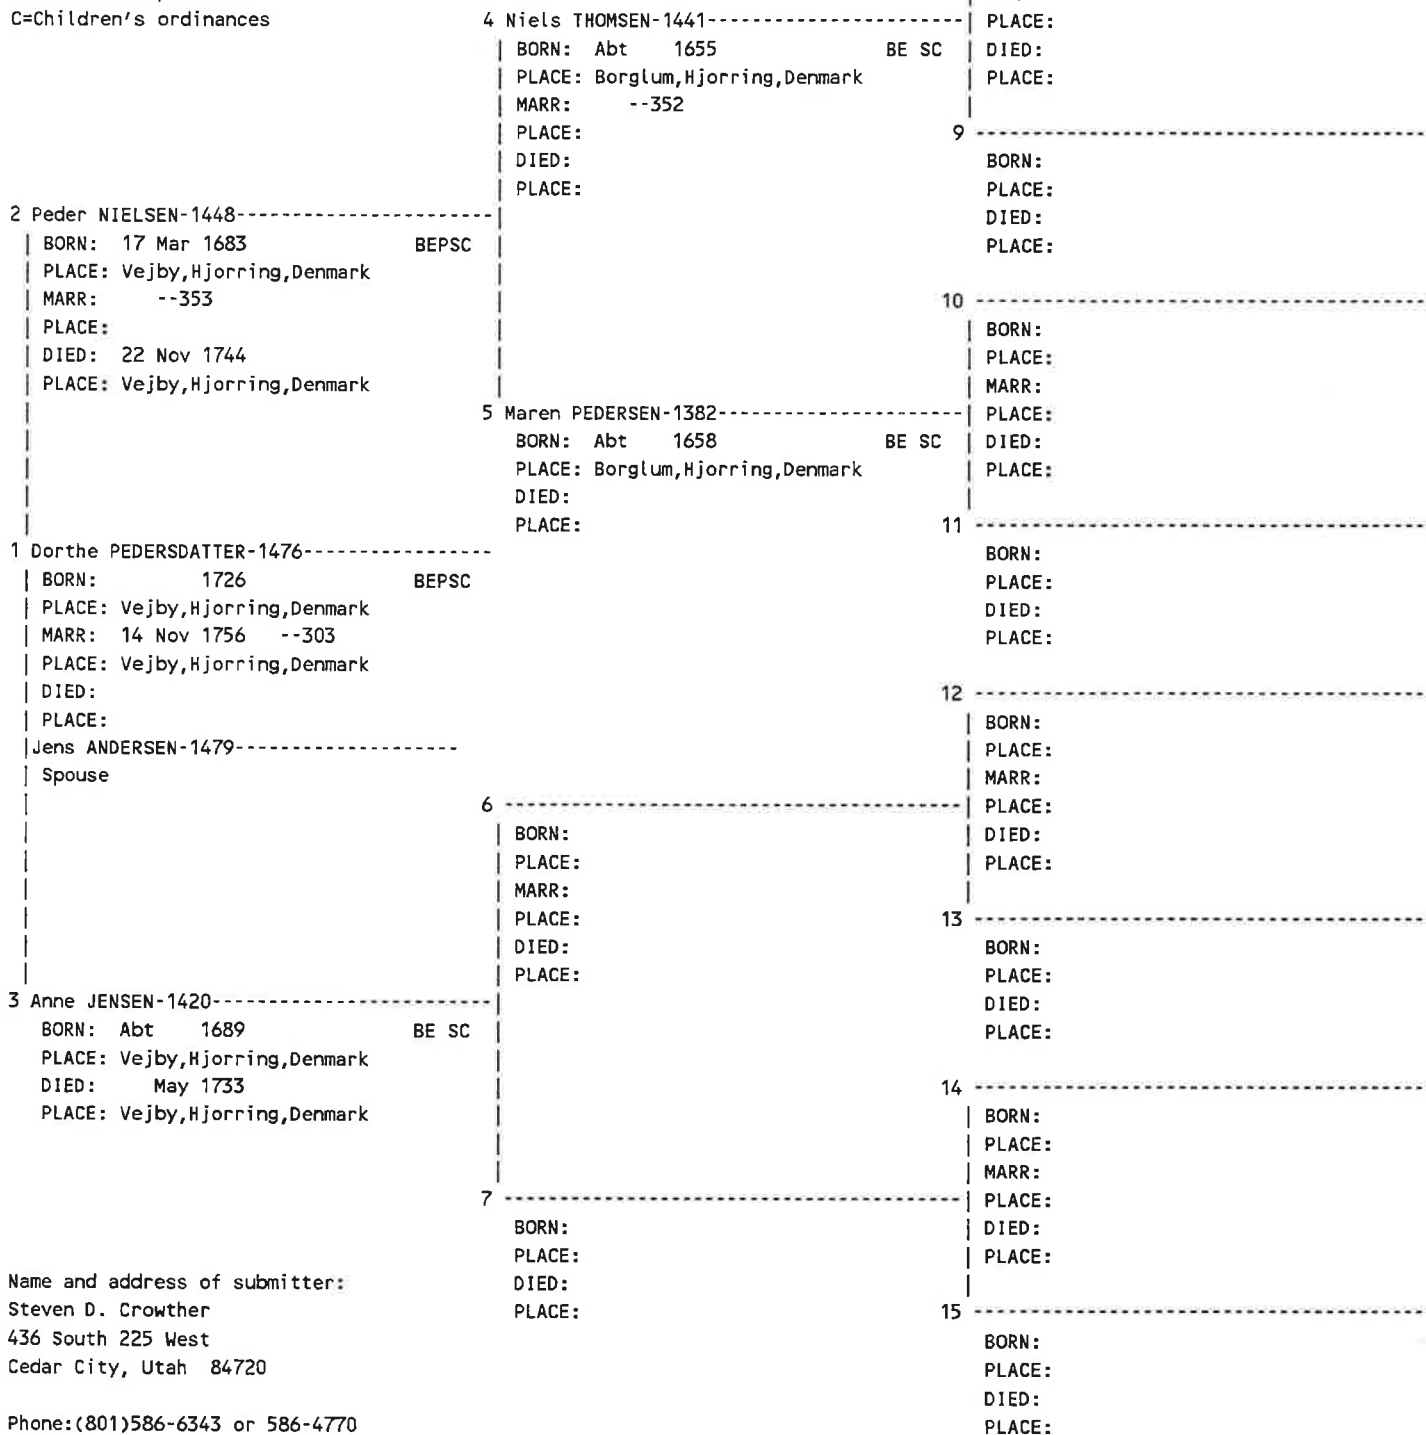 C=Children's ordinances
4 Niels THOMSEN-1441-----------------------
BORN: Abt 1655 BE SC
PLACE: Borglum,Hjorring,Denmark
MARR: --352
PLACE:
DIED:
PLACE:
PLACE:
DIED:
PLACE:
9 ----------------------------------------
BORN:
PLACE:
DIED:
PLACE:
2 Peder NIELSEN-1448-----------------------
BORN: 17 Mar 1683 BEPSC
PLACE: Vejby,Hjorring,Denmark
MARR: --353
PLACE:
DIED: 22 Nov 1744
PLACE: Vejby,Hjorring,Denmark
10 ----------------------------------------
BORN:
PLACE:
MARR:
PLACE:
DIED:
PLACE:
5 Maren PEDERSEN-1382----------------------
BORN: Abt 1658 BE SC
PLACE: Borglum,Hjorring,Denmark
DIED:
PLACE:
11 ----------------------------------------
BORN:
PLACE:
DIED:
PLACE:
1 Dorthe PEDERSDATTER-1476-----------------
BORN: 1726 BEPSC
PLACE: Vejby,Hjorring,Denmark
MARR: 14 Nov 1756 --303
PLACE: Vejby,Hjorring,Denmark
DIED:
PLACE:
Jens ANDERSEN-1479--------------------
Spouse
12 ----------------------------------------
BORN:
PLACE:
MARR:
PLACE:
DIED:
PLACE:
6 -----------------------------------------
BORN:
PLACE:
MARR:
PLACE:
DIED:
PLACE:
13 ----------------------------------------
BORN:
PLACE:
DIED:
PLACE:
3 Anne JENSEN-1420-------------------------
BORN: Abt 1689 BE SC
PLACE: Vejby,Hjorring,Denmark
DIED: May 1733
PLACE: Vejby,Hjorring,Denmark
14 ----------------------------------------
BORN:
PLACE:
MARR:
PLACE:
DIED:
PLACE:
7 -----------------------------------------
BORN:
PLACE:
DIED:
PLACE:
15 ----------------------------------------
BORN:
PLACE:
DIED:
PLACE:
Name and address of submitter:
Steven D. Crowther
436 South 225 West
Cedar City, Utah 84720
Phone:(801)586-6343 or 586-4770